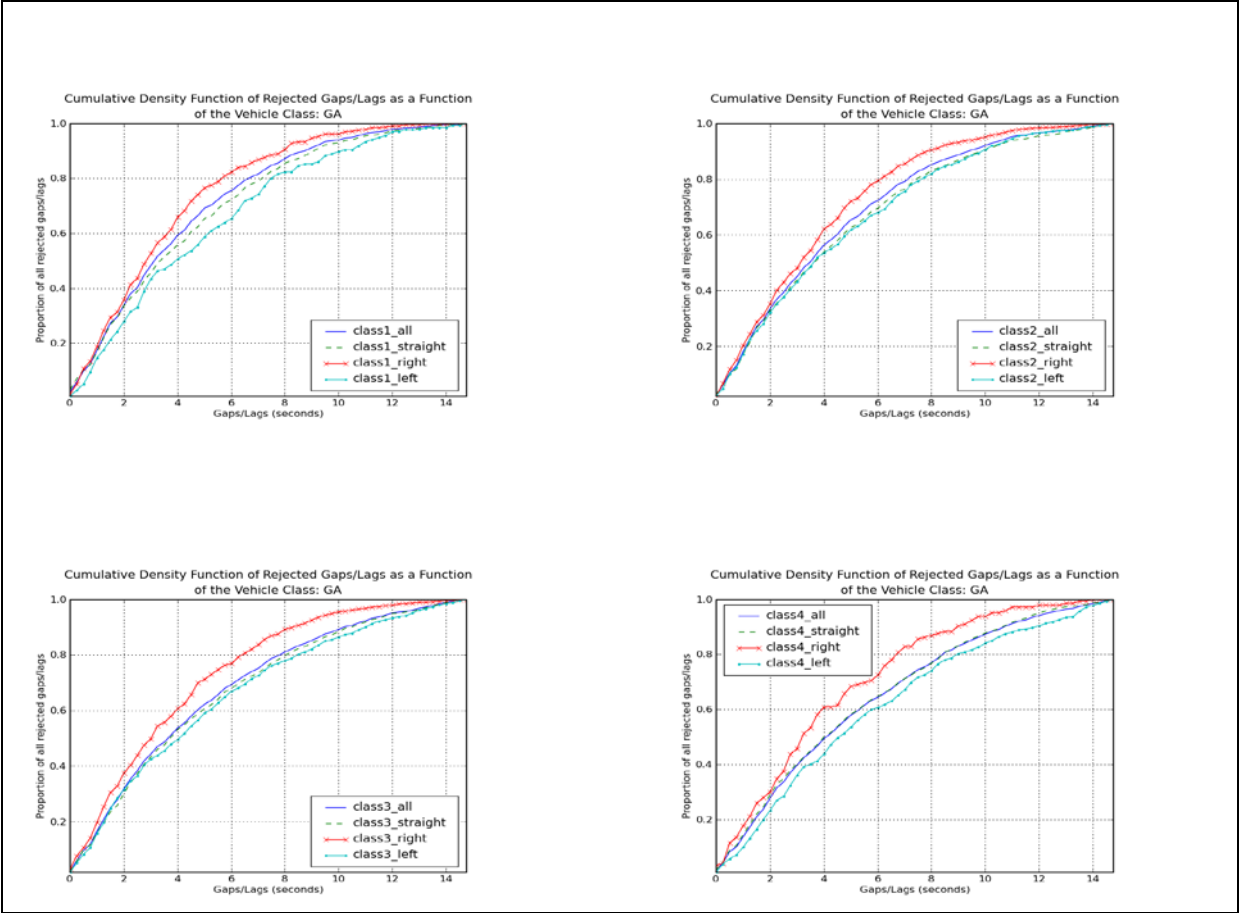 Cumulative Density Function of Rejected Gaps/Lags as a Function
of the Vehicle Class: GA
1.0
0.8
0.6
0.4
0.2
Proportion of all rejected gaps/lags
class1_all
class1_straight
class1_right
class1_left
0 2 4 6 8 10 12 14
Gaps/Lags (seconds)
Cumulative Density Function of Rejected Gaps/Lags as a Function
of the Vehicle Class: GA
1.0
0.8
0.6
0.4
0.2
Proportion of all rejected gaps/lags
class2_all
class2_straight
class2_right
class2_left
0 2 4 6 8 10 12 14
Gaps/Lags (seconds)
Cumulative Density Function of Rejected Gaps/Lags as a Function
of the Vehicle Class: GA
1.0
0.8
0.6
0.4
0.2
Proportion of all rejected gaps/lags
class3_all
class3_straight
class3_right
class3_left
0 2 4 6 8 10 12 14
Gaps/Lags (seconds)
Cumulative Density Function of Rejected Gaps/Lags as a Function
of the Vehicle Class: GA
1.0
0.8
0.6
0.4
0.2
Proportion of all rejected gaps/lags
class4_all
class4_straight
class4_right
class4_left
0 2 4 6 8 10 12 14
Gaps/Lags (seconds)